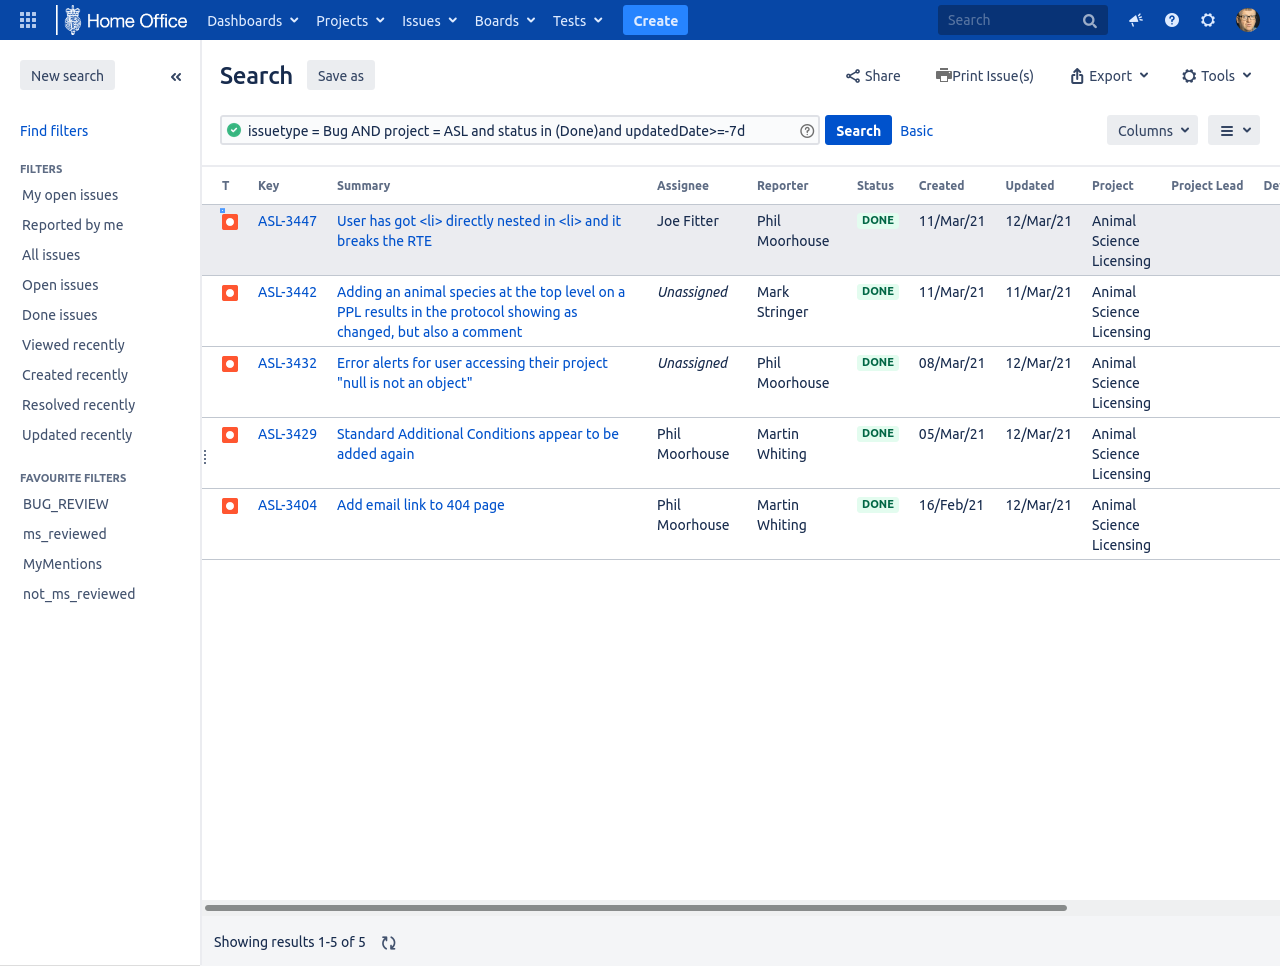 Home Office Dashboards Projects Issues Boards Tests Create Search
New search
Search Save as Share Print Issue(s) Export Tools
Find filters
issuetype = Bug AND project = ASL and status in (Done)and updatedDate>=-7d Search Basic Columns
FILTERS
My open issues
Reported by me
All issues
Open issues
Done issues
Viewed recently
Created recently
Resolved recently
Updated recently
FAVOURITE FILTERS
BUG_REVIEW
ms_reviewed
MyMentions
not_ms_reviewed
T Key Summary Assignee Reporter Status Created Updated Project Project Lead De
ASL-3447 User has got <li> directly nested in <li> and it Joe Fitter Phil DONE 11/Mar/21 12/Mar/21 Animal
breaks the RTE Moorhouse Science
Licensing
ASL-3442 Adding an animal species at the top level on a Unassigned Mark DONE 11/Mar/21 11/Mar/21 Animal
PPL results in the protocol showing as Stringer Science
changed, but also a comment Licensing
ASL-3432 Error alerts for user accessing their project Unassigned Phil DONE 08/Mar/21 12/Mar/21 Animal
"null is not an object" Moorhouse Science
Licensing
ASL-3429 Standard Additional Conditions appear to be Phil Martin DONE 05/Mar/21 12/Mar/21 Animal
added again Moorhouse Whiting Science
Licensing
ASL-3404 Add email link to 404 page Phil Martin DONE 16/Feb/21 12/Mar/21 Animal
Moorhouse Whiting Science
Licensing
Showing results 1-5 of 5